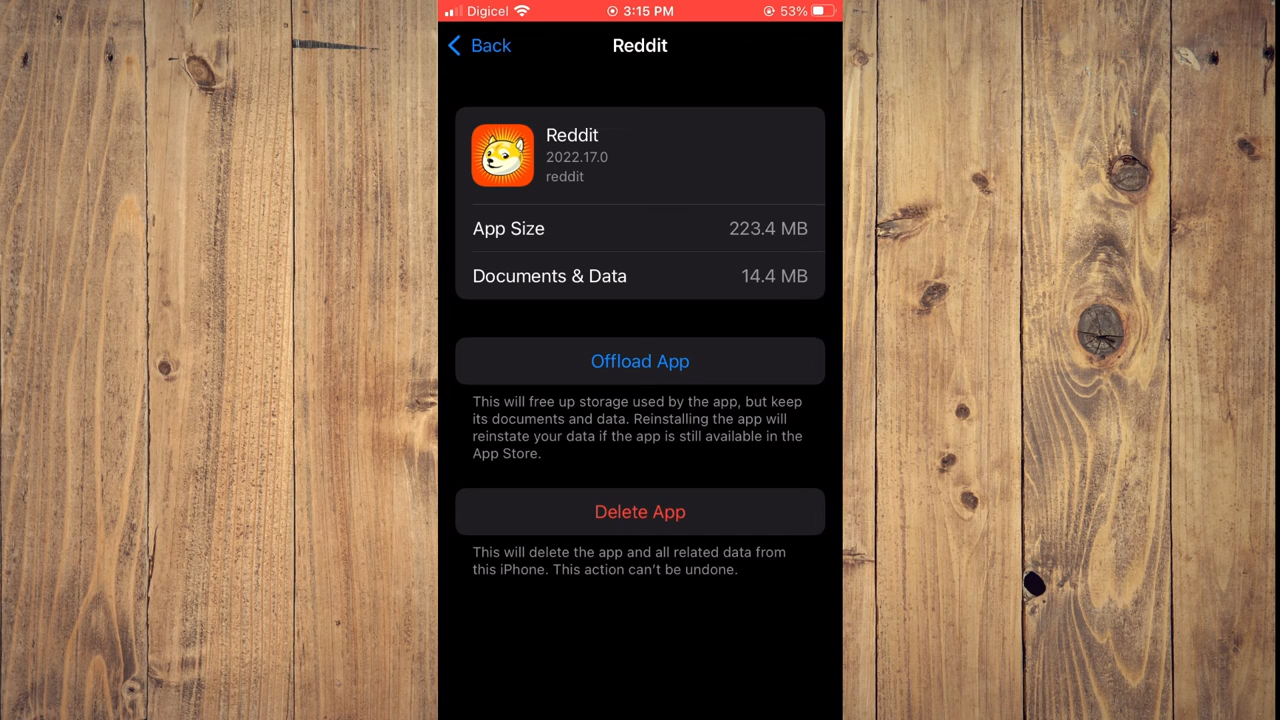 Digicel 3:15 PM 53%
Back Reddit
Reddit
2022.17.0
reddit
App Size 223.4 MB
Documents & Data 14.4 MB
Offload App
This will free up storage used by the app, but keep
its documents and data. Reinstalling the app will
reinstate your data if the app is still available in the
App Store.
Delete App
This will delete the app and all related data from
this iPhone. This action can’t be undone.